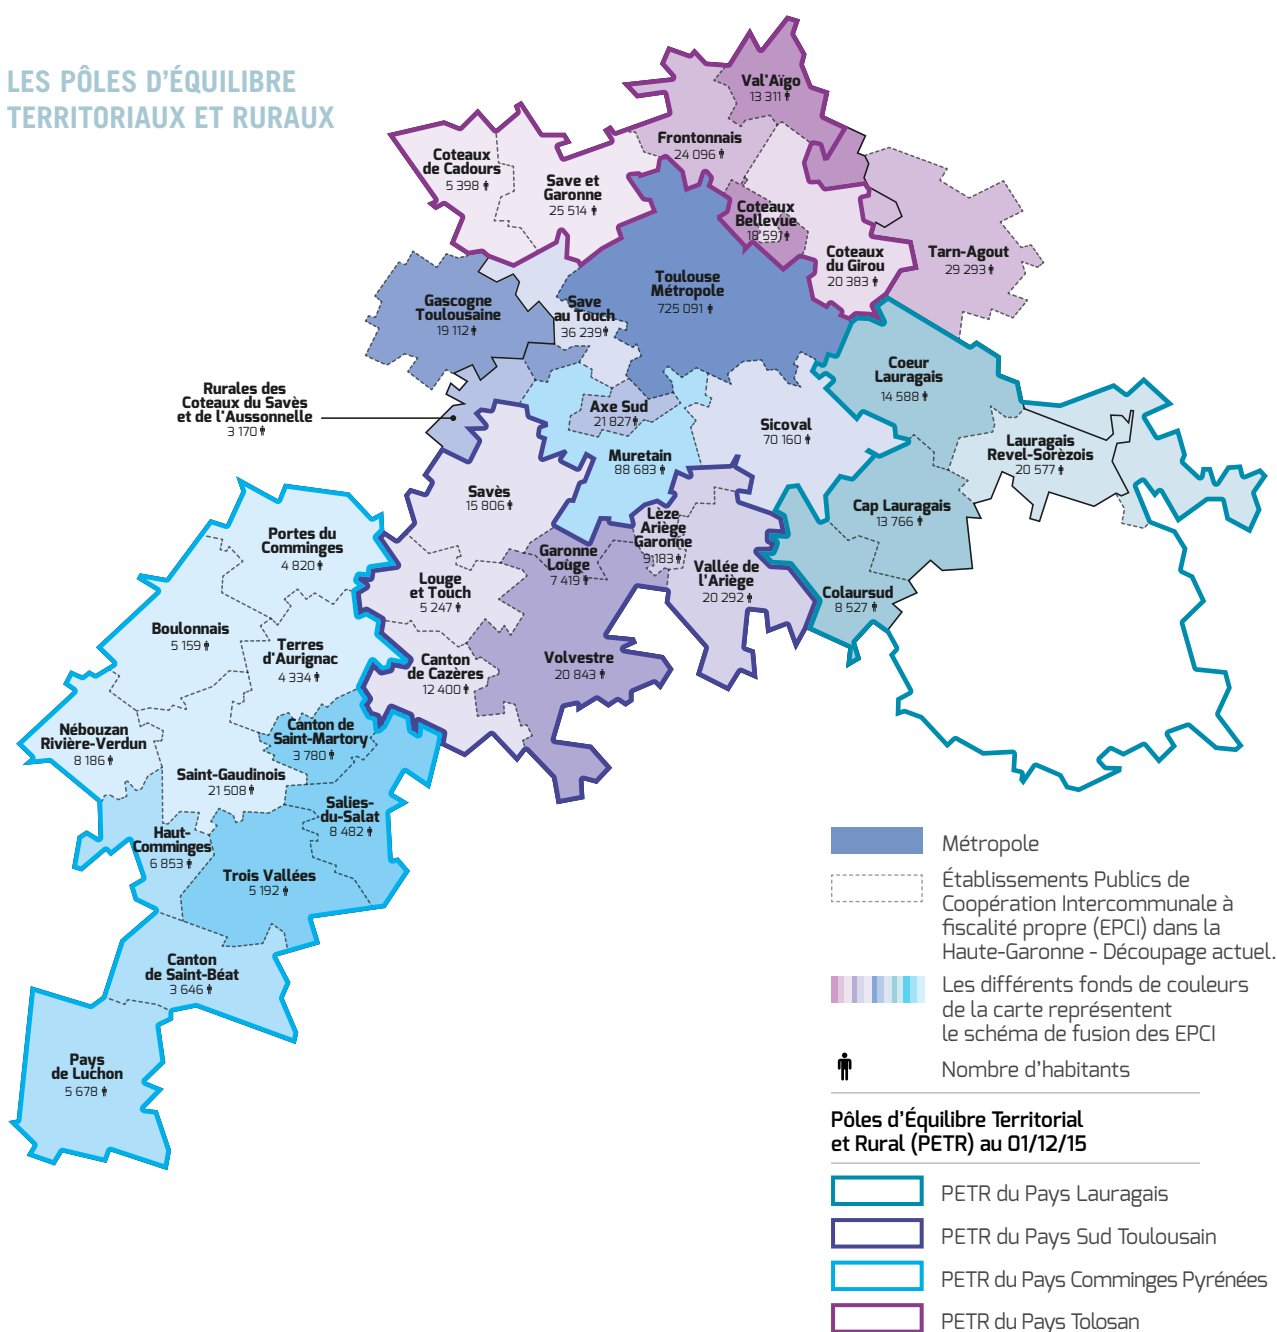 LES PÔLES D'ÉQUILIBRE
TERRITORIAUX ET RURAUX
Val'Aïgo
13 311
Frontonnais
24 096
Coteaux
de Cadours
5 398
Save et
Garonne
25 514
Coteaux
Bellevue
18 597
Coteaux
du Girou
20 383
Tarn-Agout
29 293
Toulouse
Métropole
725 091
Gascogne
Toulousaine
19 112
Save
au Touch
36 239
Coeur
Lauragais
14 588
Rurales des
Coteaux du Savès
et de l'Aussonnelle
3 170
Axe Sud
21 827
Sicoval
70 160
Lauragais
Revel-Sorèzois
20 577
Muretain
88 683
Savès
15 806
Cap Lauragais
13 766
Lèze
Ariège
Garonne
9 183
Portes du
Comminges
4 820
Garonne
Louge
7 419
Vallée de
l'Ariège
20 292
Louge
et Touch
5 247
Colaursud
8 527
Boulonnais
5 159
Terres
d'Aurignac
4 334
Canton
de Cazères
12 400
Volvestre
20 843
Nébouzan
Rivière-Verdun
8 186
Canton de
Saint-Martory
3 780
Saint-Gaudinois
21 508
Salies-
du-Salat
8 482
Haut-
Comminges
6 853
Trois Vallées
5 192
Canton
de Saint-Béat
3 646
Pays
de Luchon
5 678
Métropole
Établissements Publics de
Coopération Intercommunale à
fiscalité propre (EPCI) dans la
Haute-Garonne - Découpage actuel.
Les différents fonds de couleurs
de la carte représentent
le schéma de fusion des EPCI
Nombre d'habitants
Pôles d'Équilibre Territorial
et Rural (PETR) au 01/12/15
PETR du Pays Lauragais
PETR du Pays Sud Toulousain
PETR du Pays Comminges Pyrénées
PETR du Pays Tolosan